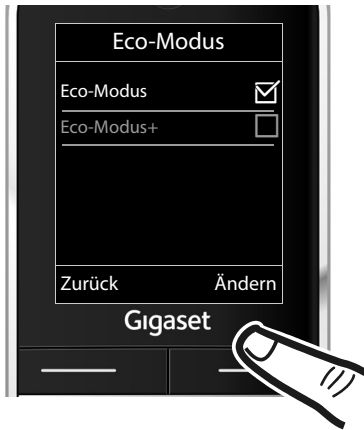 Eco-Modus
Eco-Modus
Eco-Modus+
Zurück Ändern
Gigaset